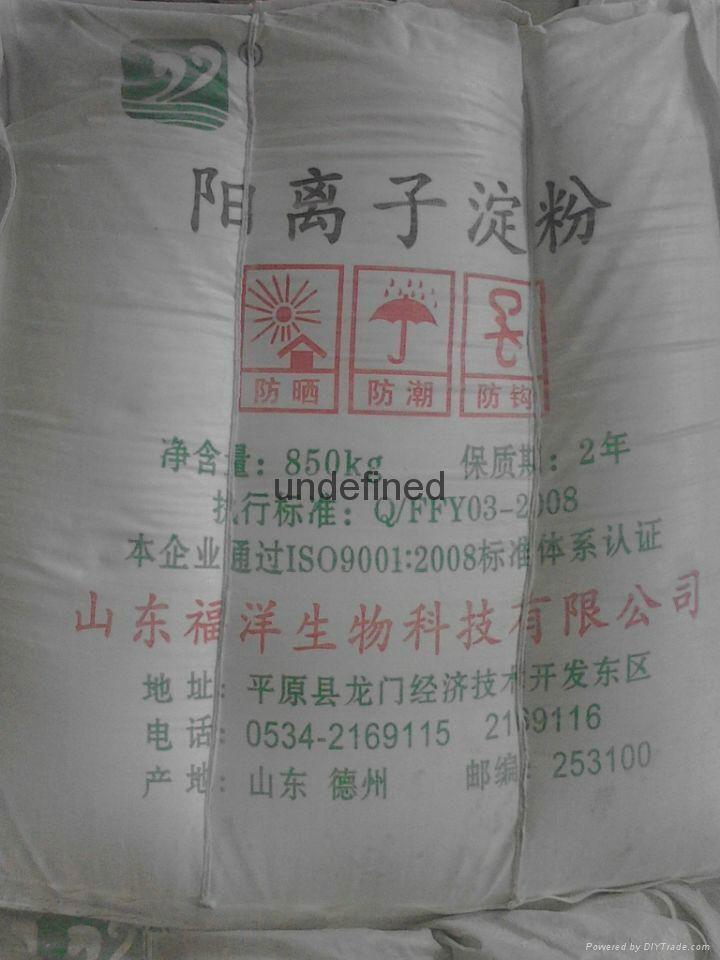 ®
阳离子淀粉
防晒 防潮 防钩
净含量：850kg 保质期：2年
undefined
执行标准：Q/FFY03-2008
本企业通过ISO9001:2008标准体系认证
山东福洋生物科技有限公司
地址：平原县龙门经济技术开发东区
电话：0534-2169115 2169116
产地：山东 德州 邮编：253100
Powered by DIYTrade.com